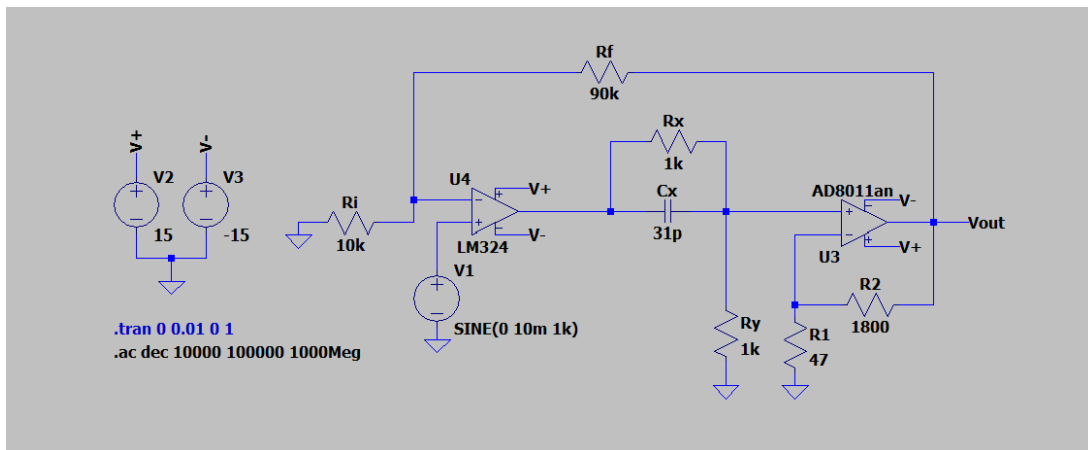 Rf
90k
Rx
1k
V+
V-
V2
V3
U4
V+
Cx
AD8011an
V-
15
-15
Ri
10k
V-
LM324
31p
Vout
V+
U3
V1
R2
1800
SINE(0 10m 1k)
Ry
1k
R1
47
.tran 0 0.01 0 1
.ac dec 10000 100000 1000Meg